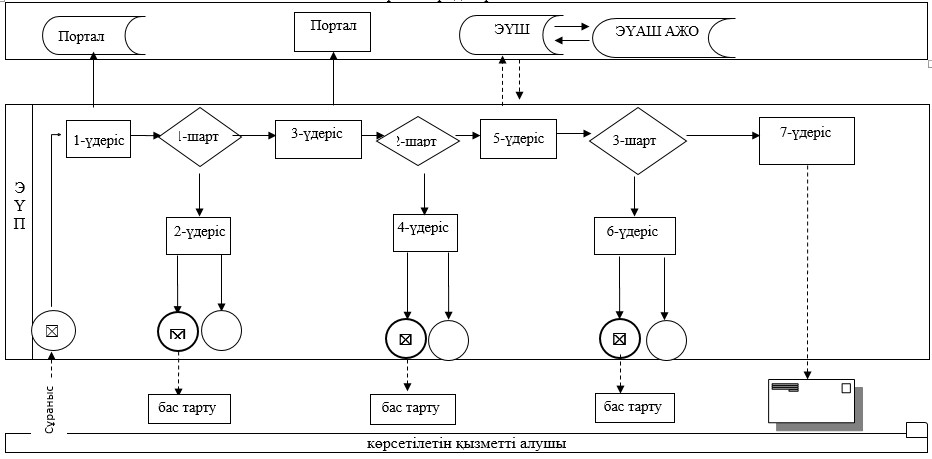 Портал
Портал
ЭҮШ
ЭҮАШ АЖО
1-үдеріс
1-шарт
3-үдеріс
2-шарт
5-үдеріс
3-шарт
7-үдеріс
Э
Ү
П
2-үдеріс
4-үдеріс
6-үдеріс
Сұраныс
бас тарту
бас тарту
бас тарту
көрсетілетін қызметті алушы